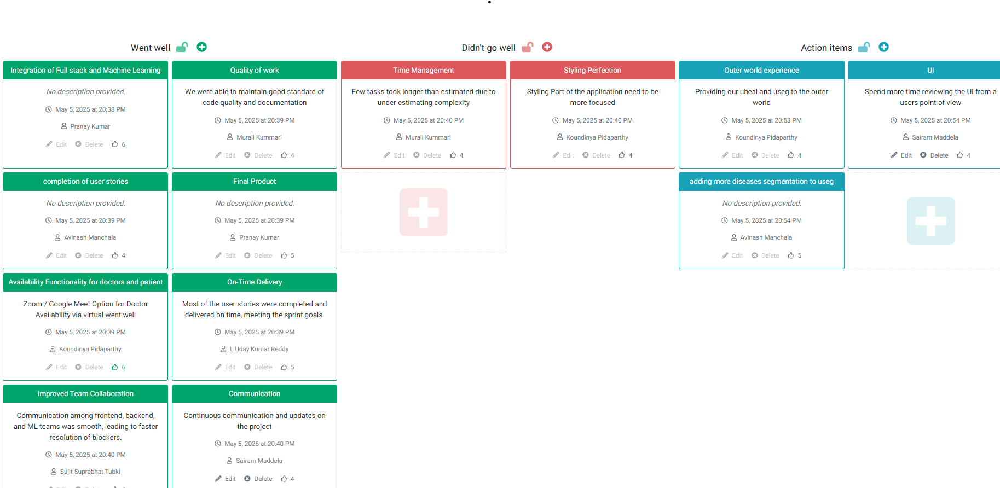 Went well
Integration of Full stack and Machine Learning
No description provided.
May 5, 2025 at 20:38 PM
Pranay Kumar
Edit Delete 6
Quality of work
We were able to maintain good standard of
code quality and documentation
May 5, 2025 at 20:39 PM
Murali Kummari
Edit Delete 4
completion of user stories
No description provided.
May 5, 2025 at 20:39 PM
Avinash Manchala
Edit Delete 4
Final Product
No description provided.
May 5, 2025 at 20:39 PM
Pranay Kumar
Edit Delete 5
Availability Functionality for doctors and patient
Zoom / Google Meet Option for Doctor
Availability via virtual went well
May 5, 2025 at 20:39 PM
Koundinya Pidaparthy
Edit Delete 6
On-Time Delivery
Most of the user stories were completed and
delivered on time, meeting the sprint goals.
May 5, 2025 at 20:39 PM
L Uday Kumar Reddy
Edit Delete 5
Improved Team Collaboration
Communication among frontend, backend,
and ML teams was smooth, leading to faster
resolution of blockers.
May 5, 2025 at 20:40 PM
Sujit Suprabhat Tubki
Communication
Continuous communication and updates on
the project
May 5, 2025 at 20:40 PM
Sairam Maddela
Edit Delete 4
Didn't go well
Time Management
Few tasks took longer than estimated due to
under estimating complexity
May 5, 2025 at 20:40 PM
Murali Kummari
Edit Delete 4
Styling Perfection
Styling Part of the application need to be
more focused
May 5, 2025 at 20:40 PM
Koundinya Pidaparthy
Edit Delete 4
Action items
Outer world experience
Providing our uheal and useg to the outer
world
May 5, 2025 at 20:53 PM
Koundinya Pidaparthy
Edit Delete 4
UI
Spend more time reviewing the UI from a
users point of view
May 5, 2025 at 20:54 PM
Sairam Maddela
Edit Delete 4
adding more diseases segmentation to useg
No description provided.
May 5, 2025 at 20:54 PM
Avinash Manchala
Edit Delete 5